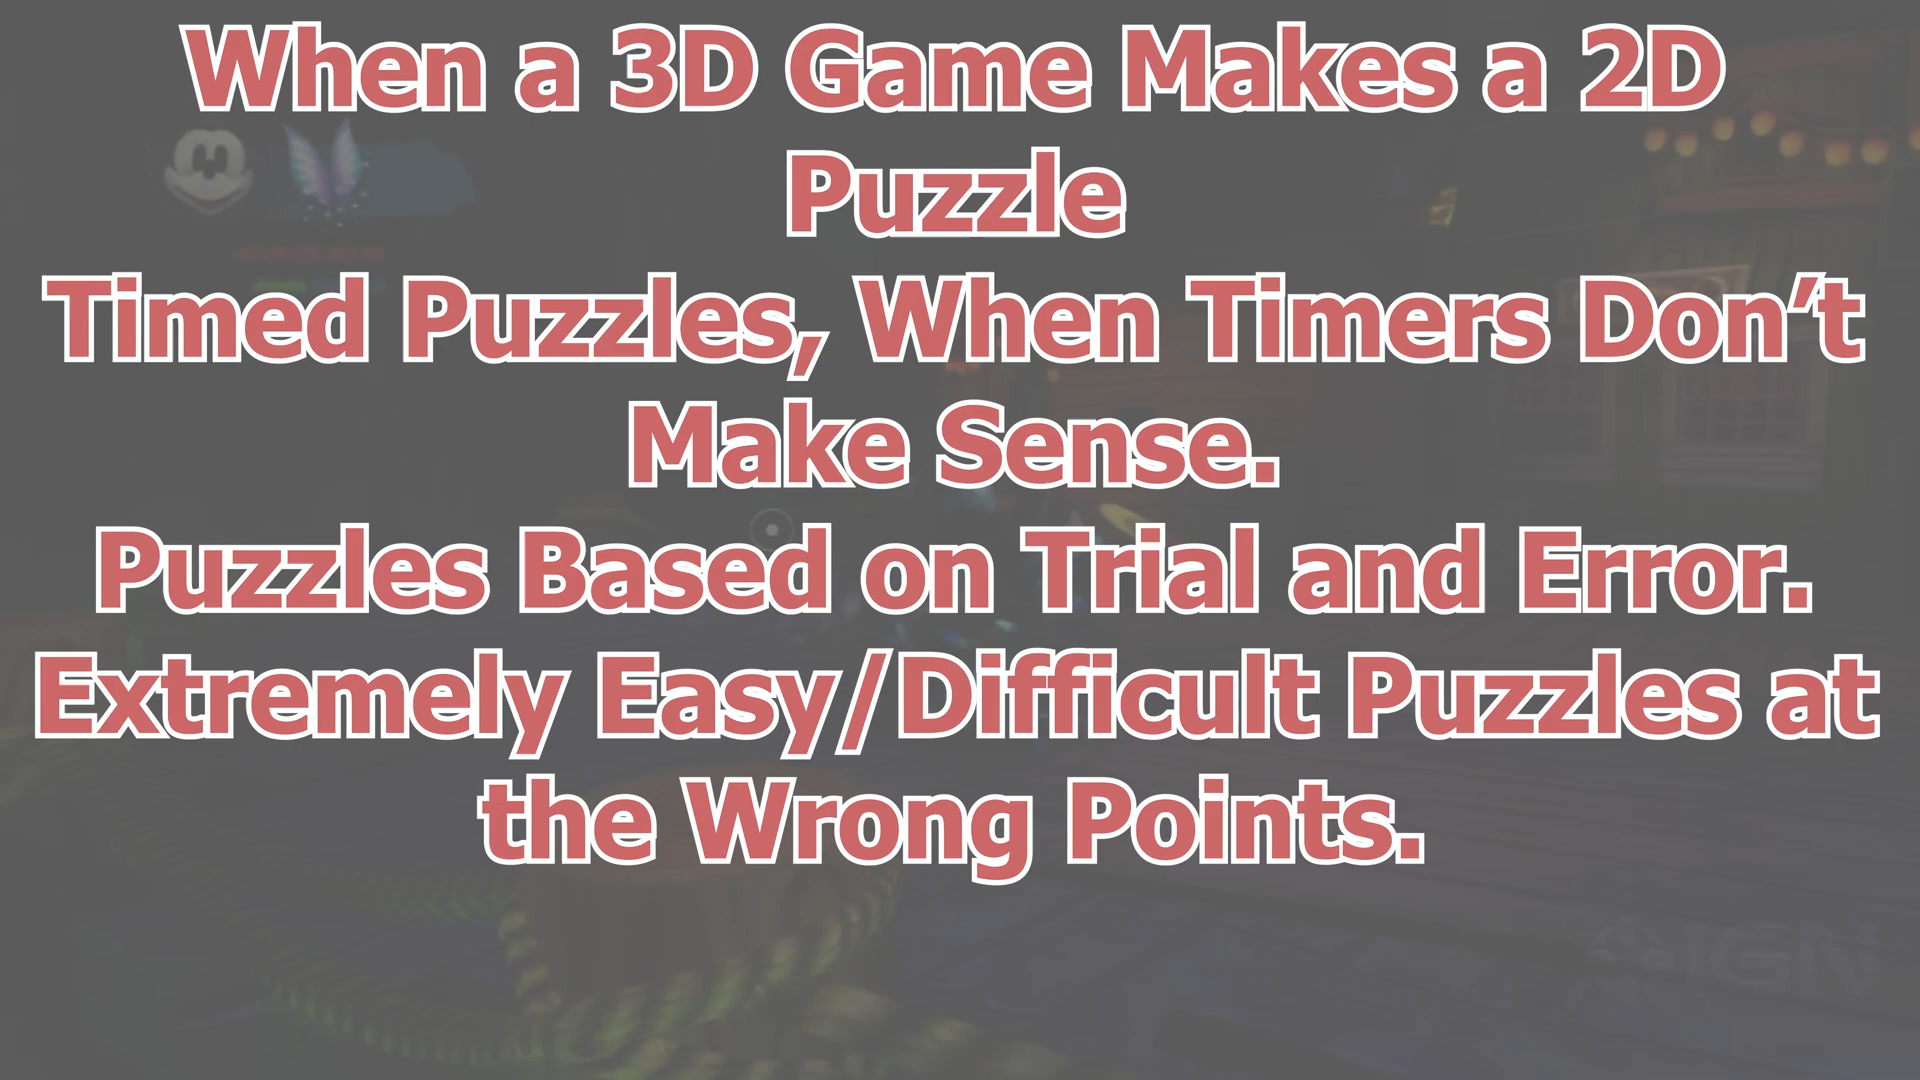 When a 3D Game Makes a 2D
Puzzle
Timed Puzzles, When Timers Don’t
Make Sense.
Puzzles Based on Trial and Error.
Extremely Easy/Difficult Puzzles at
the Wrong Points.
IGN